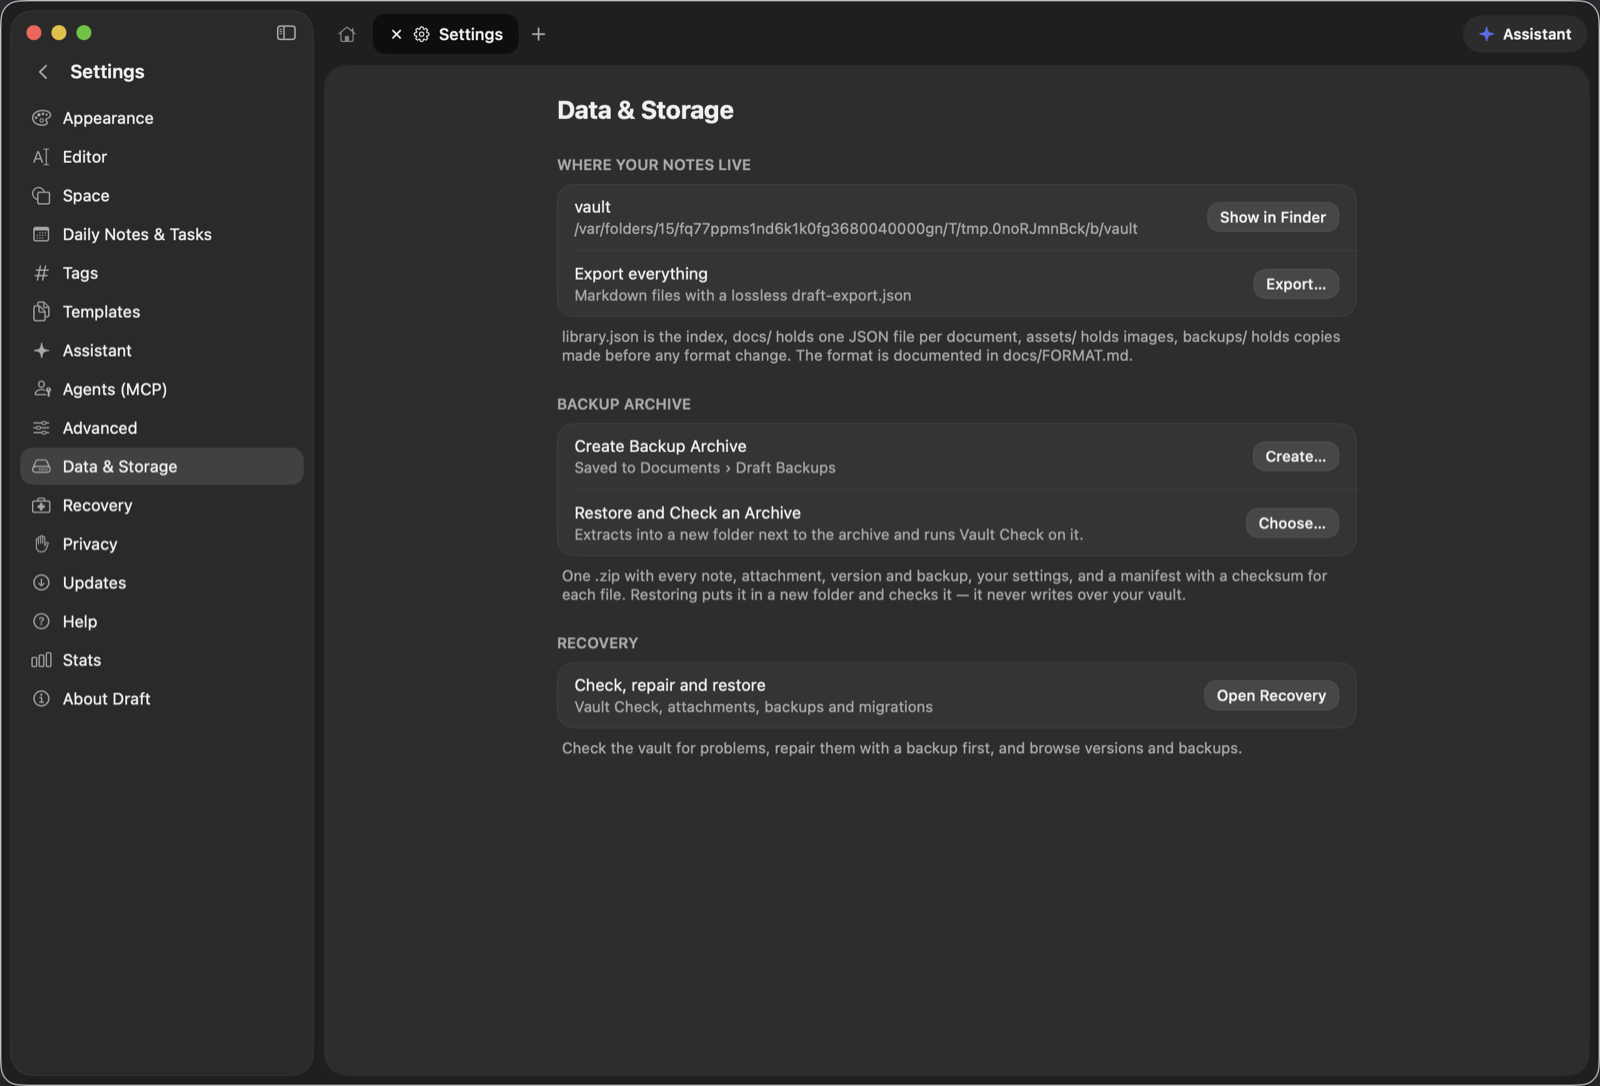 Settings
Assistant
Settings
Appearance
Editor
Space
Daily Notes & Tasks
Tags
Templates
Assistant
Agents (MCP)
Advanced
Data & Storage
Recovery
Privacy
Updates
Help
Stats
About Draft
Data & Storage
WHERE YOUR NOTES LIVE
vault
/var/folders/15/fq77ppms1nd6k1k0fg3680040000gn/T/tmp.0noRJmnBck/b/vault
Show in Finder
Export everything
Markdown files with a lossless draft-export.json
Export...
library.json is the index, docs/ holds one JSON file per document, assets/ holds images, backups/ holds copies
made before any format change. The format is documented in docs/FORMAT.md.
BACKUP ARCHIVE
Create Backup Archive
Saved to Documents › Draft Backups
Create...
Restore and Check an Archive
Extracts into a new folder next to the archive and runs Vault Check on it.
Choose...
One .zip with every note, attachment, version and backup, your settings, and a manifest with a checksum for
each file. Restoring puts it in a new folder and checks it — it never writes over your vault.
RECOVERY
Check, repair and restore
Vault Check, attachments, backups and migrations
Open Recovery
Check the vault for problems, repair them with a backup first, and browse versions and backups.